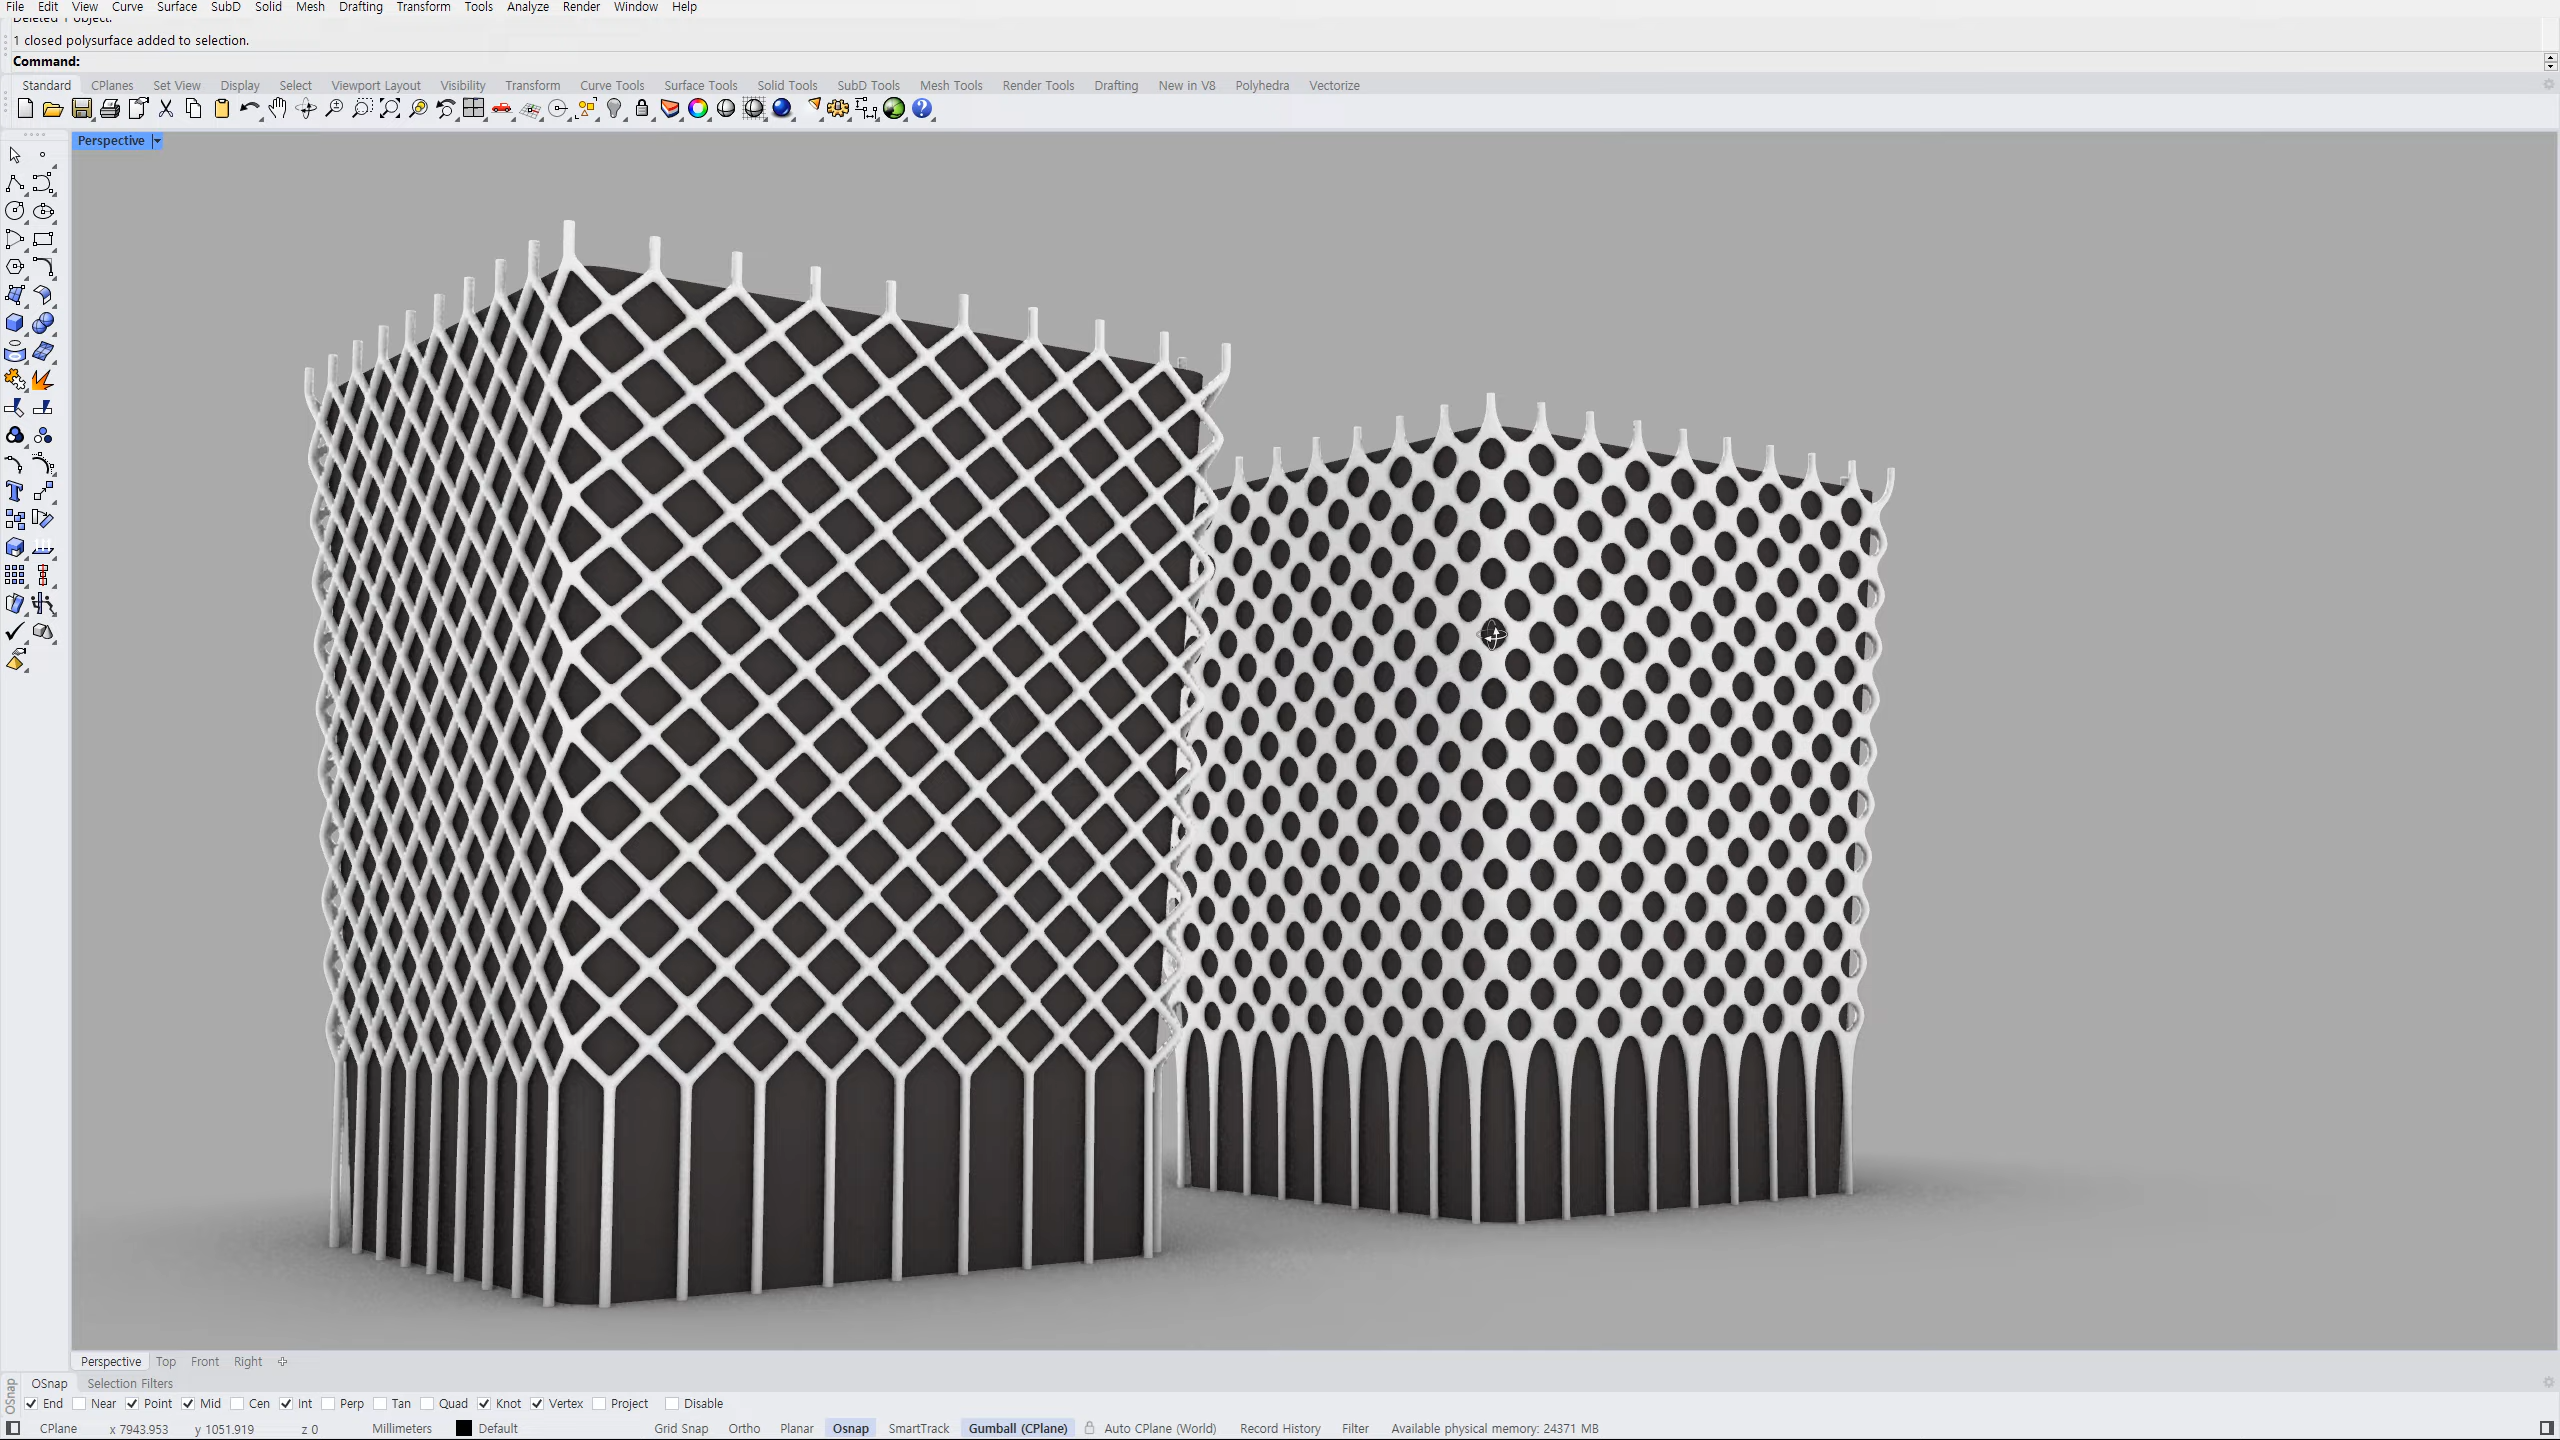 File Edit View Curve Surface SubD Solid Mesh Drafting Transform Tools Analyze Render Window Help
Deleted 1 object.
1 closed polysurface added to selection.
Command:
Standard CPlanes Set View Display Select Viewport Layout Visibility Transform Curve Tools Surface Tools Solid Tools SubD Tools Mesh Tools Render Tools Drafting New in V8 Polyhedra Vectorize
Perspective
Perspective Top Front Right
OSnap Selection Filters
OSnap
End Near Point Mid Cen Int Perp Tan Quad Knot Vertex Project Disable
CPlane x 7943.953 y 1051.919 z 0 Millimeters Default Grid Snap Ortho Planar Osnap SmartTrack Gumball (CPlane) Auto CPlane (World) Record History Filter Available physical memory: 24371 MB